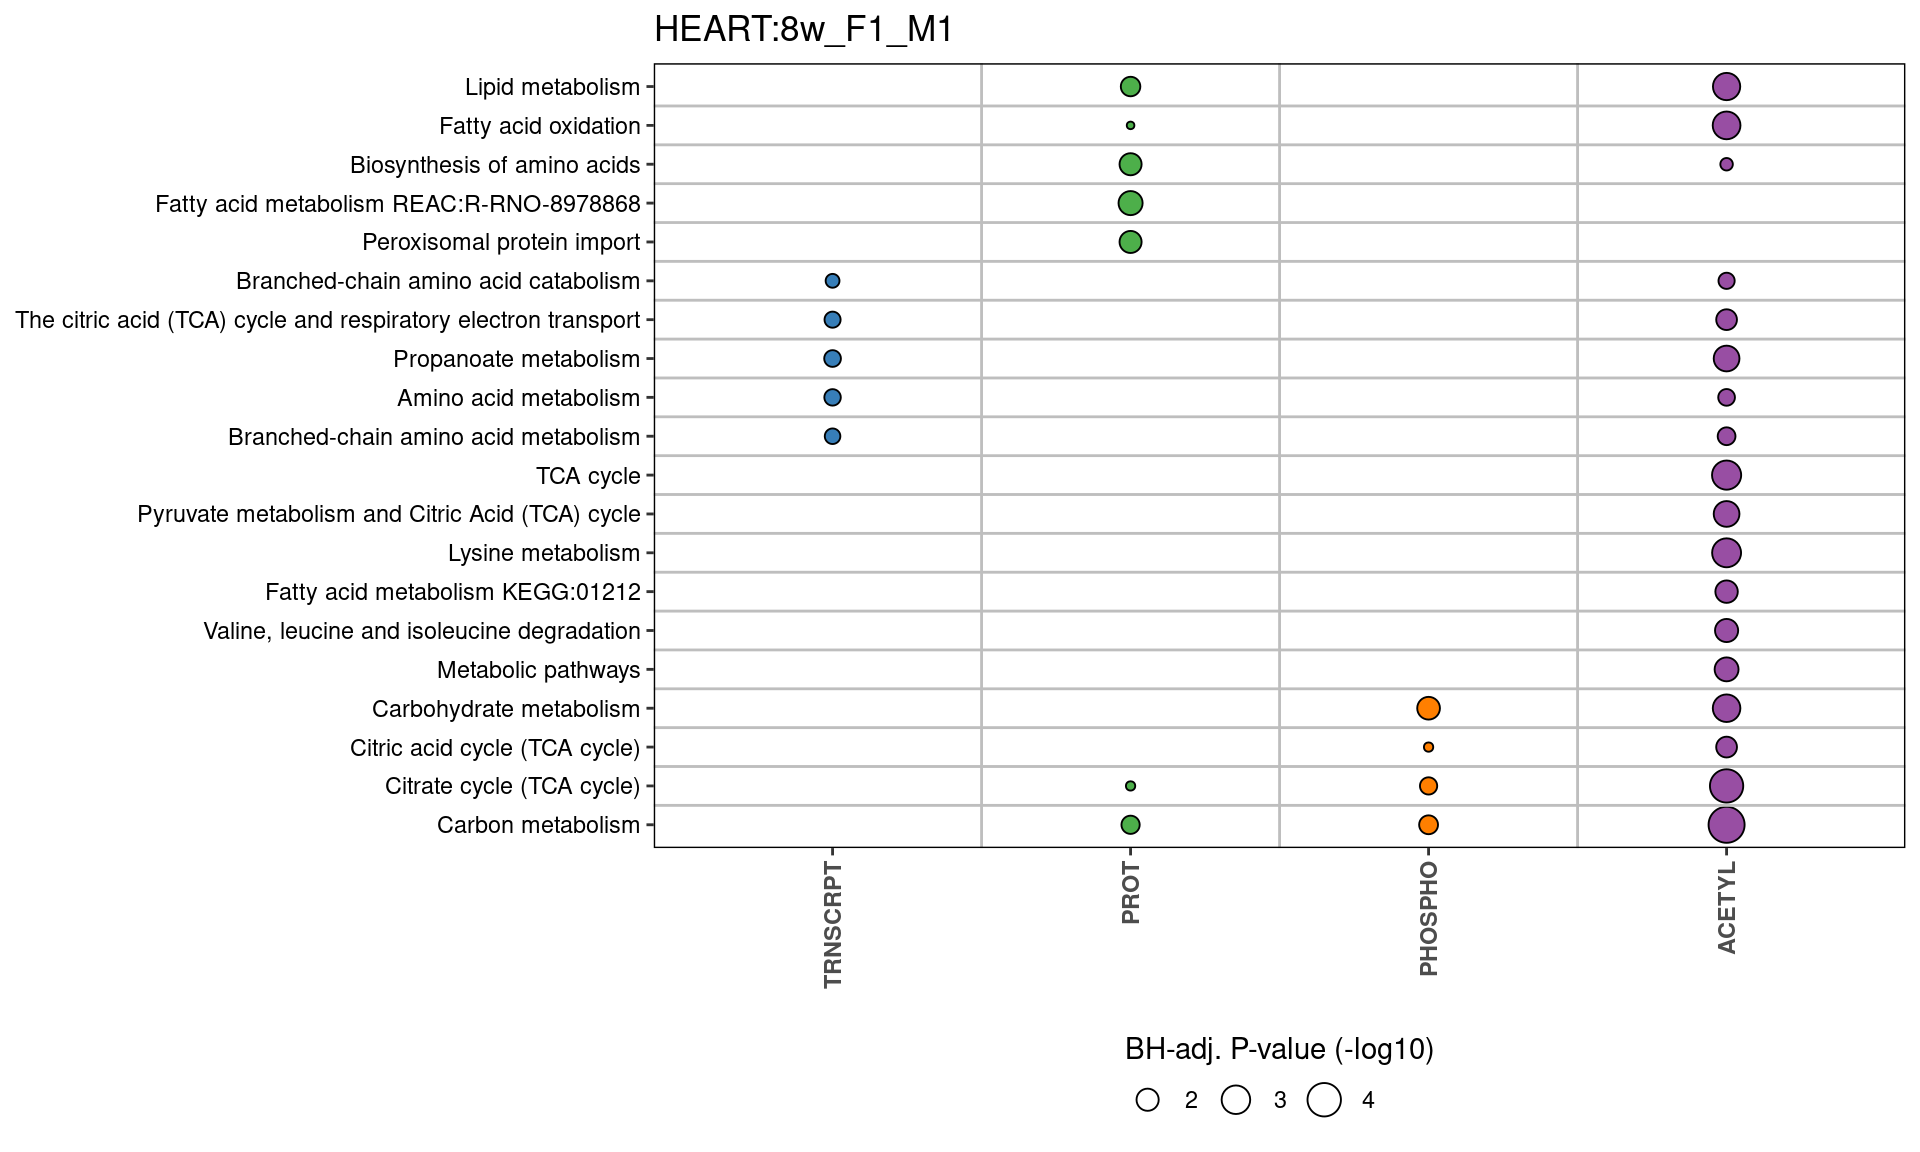 HEART:8w_F1_M1
Lipid metabolism
Fatty acid oxidation
Biosynthesis of amino acids
Fatty acid metabolism REAC:R-RNO-8978868
Peroxisomal protein import
Branched-chain amino acid catabolism
The citric acid (TCA) cycle and respiratory electron transport
Propanoate metabolism
Amino acid metabolism
Branched-chain amino acid metabolism
TCA cycle
Pyruvate metabolism and Citric Acid (TCA) cycle
Lysine metabolism
Fatty acid metabolism KEGG:01212
Valine, leucine and isoleucine degradation
Metabolic pathways
Carbohydrate metabolism
Citric acid cycle (TCA cycle)
Citrate cycle (TCA cycle)
Carbon metabolism
TRNSCRPT
PROT
PHOSPHO
ACETYL
BH-adj. P-value (-log10)
2 3 4